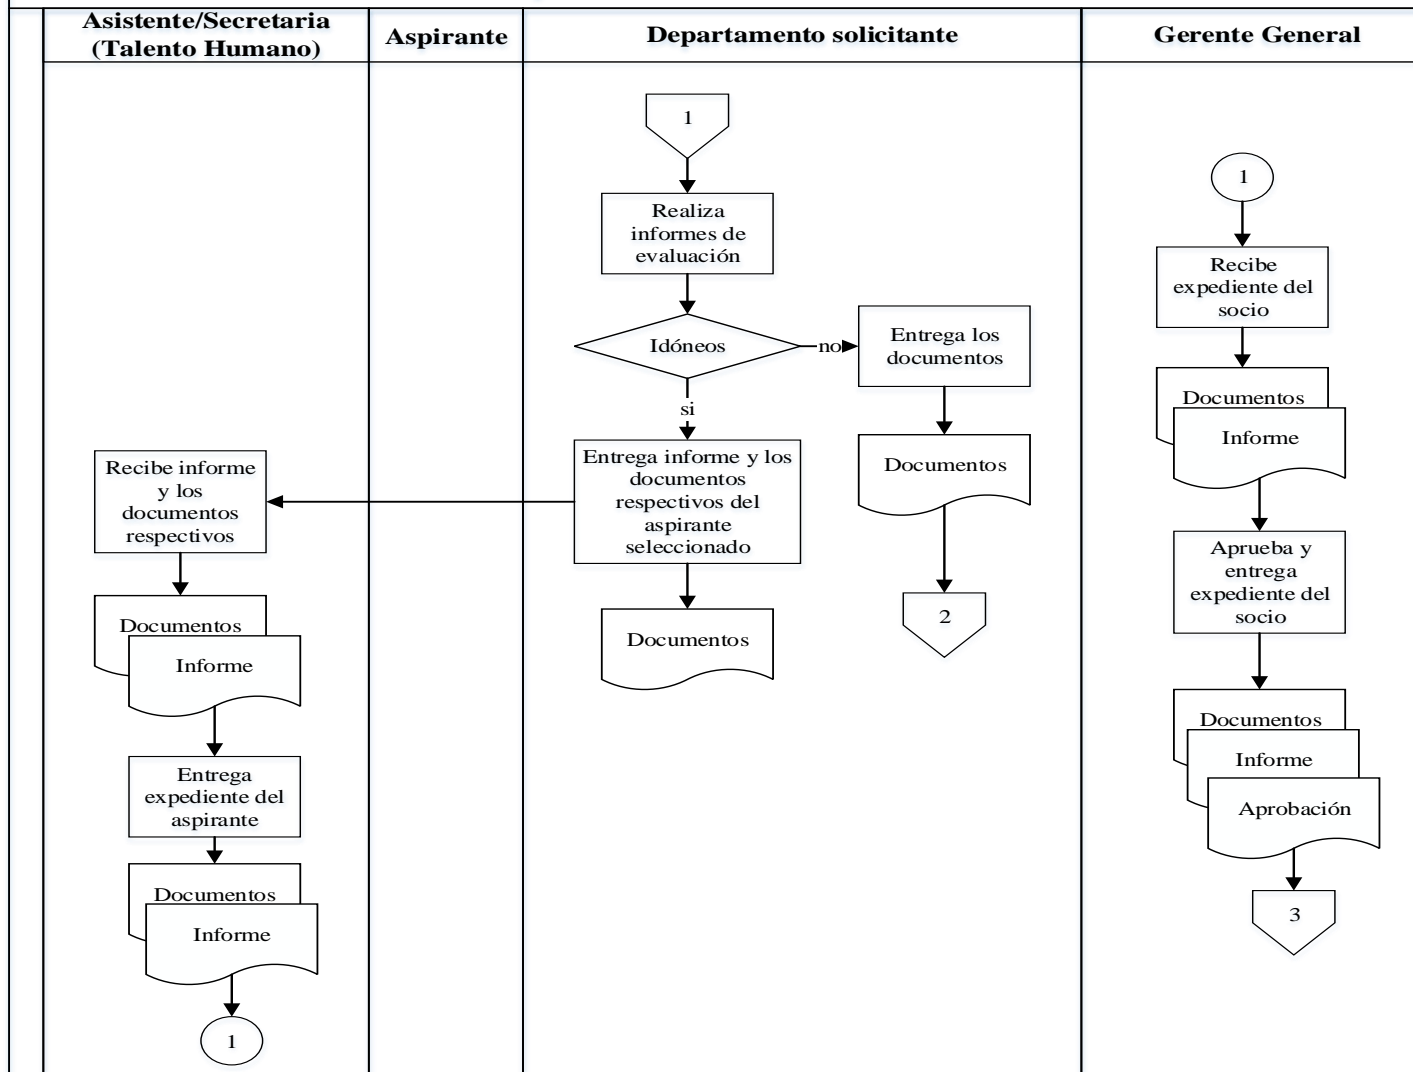 Asistente/Secretaria
(Talento Humano)
Aspirante
Departamento solicitante
Gerente General
1
Realiza
informes de
evaluación
Idóneos
no
Entrega los
documentos
Documentos
2
si
Entrega informe y los
documentos
respectivos del
aspirante
seleccionado
Documentos
Recibe informe
y los
documentos
respectivos
Documentos
Informe
Entrega
expediente del
aspirante
Documentos
Informe
1
1
Recibe
expediente del
socio
Documentos
Informe
Aprueba y
entrega
expediente del
socio
Documentos
Informe
Aprobación
3